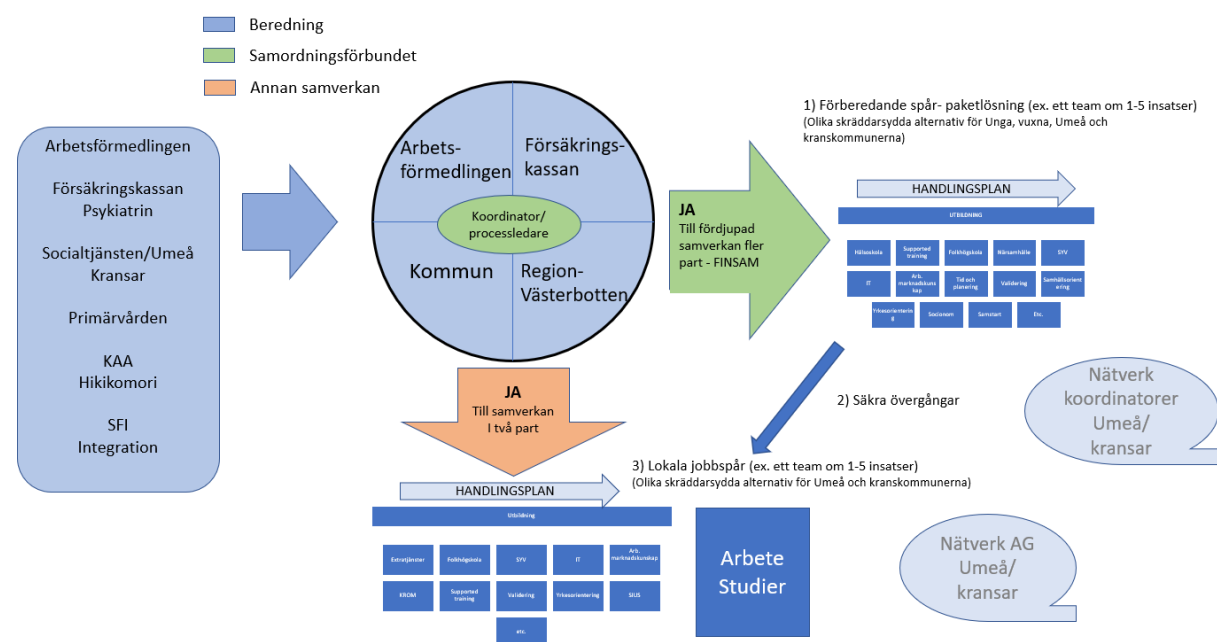 Beredning
Samordningsförbundet
Annan samverkan
Arbetsförmedlingen
Försäkringskassan
Psykiatrin
Socialtjänsten/Umeå
Kransar
Primärvården
KAA
Hikikomori
SFI
Integration
Arbets-
förmedlingen
Försäkrings-
kassan
Koordinator/
processledare
Kommun
Region-
Västerbotten
JA
Till fördjupad
samverkan fler
part - FINSAM
1) Förberedande spår- paketlösning (ex. ett team om 1-5 insatser)
(Olika skräddarsydda alternativ för Unga, vuxna, Umeå och
kranskommunerna)
HANDLINGSPLAN
UTBILDNING
Hälsoskola
Supported
training
Folkhögskola
Närsamhälle
SYV
IT
Arb.
marknadskuns
kap
Tid och
planering
Validering
Samhällsorient
ering
Yrkesorienterin
g
Socionom
Samstart
Etc.
JA
Till samverkan
I två part
2) Säkra övergångar
Nätverk
koordinatorer
Umeå/
kransar
3) Lokala jobbspår (ex. ett team om 1-5 insatser)
(Olika skräddarsydda alternativ för Umeå och kranskommunerna)
HANDLINGSPLAN
Utbildning
Extratjänster
Folkhögskola
SYV
IT
Arb.
marknadskunskap
KROM
Supported
training
Validering
Yrkesorientering
SIUS
etc.
Arbete
Studier
Nätverk AG
Umeå/
kransar